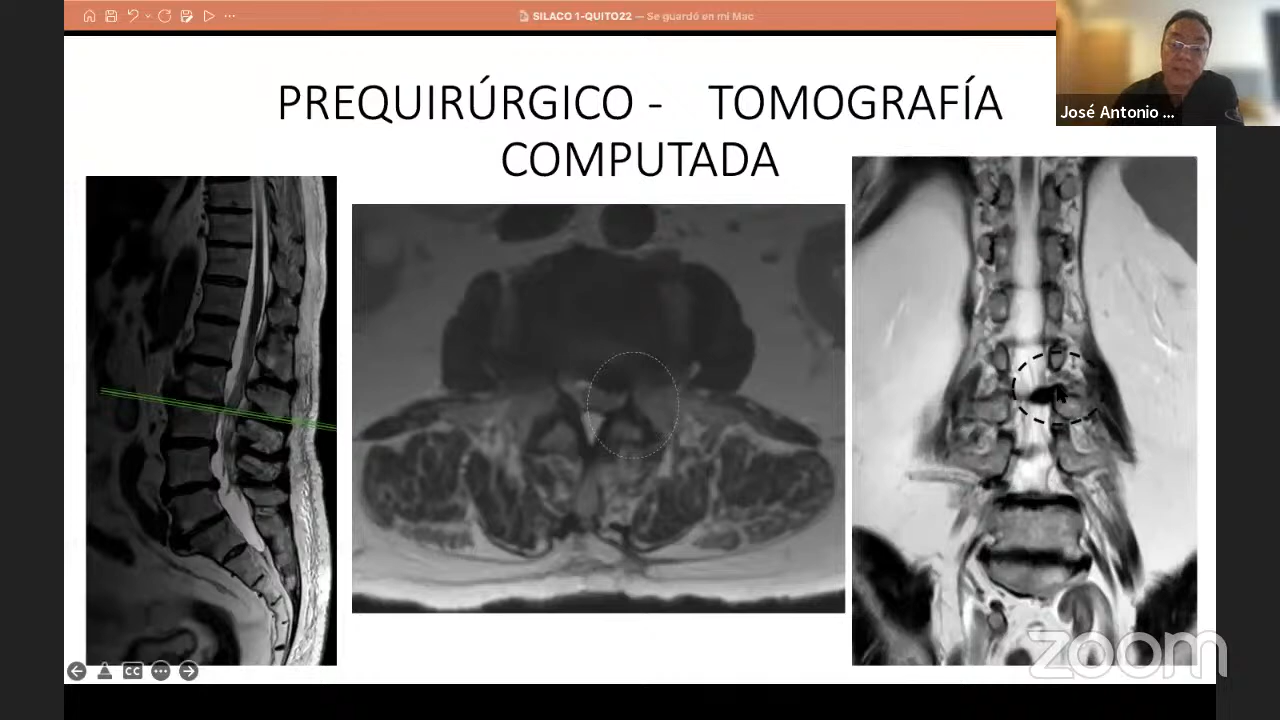 SILACO 1-QUITO22 — Se guardó en mi Mac
José Antonio ...
PREQUIRÚRGICO - TOMOGRAFÍA
COMPUTADA
CC
zoom